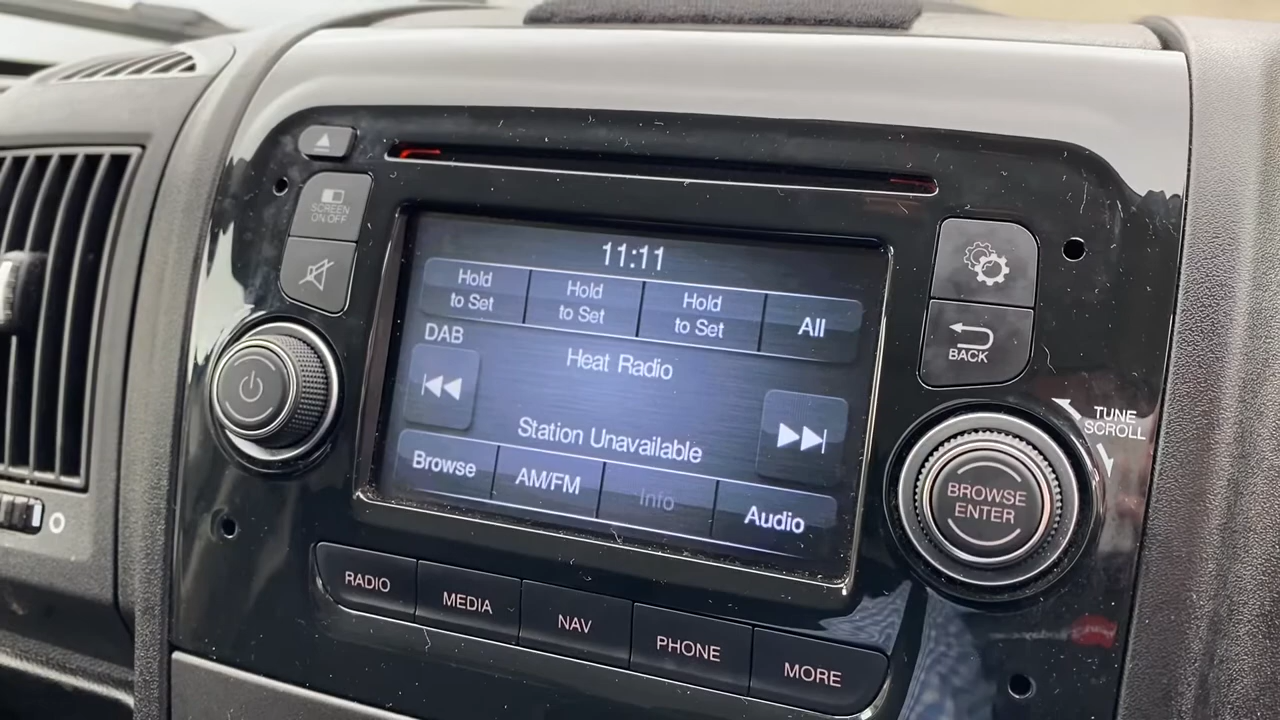 SCREEN
ON OFF
11:11
Hold
to Set
Hold
to Set
Hold
to Set
All
DAB
Heat Radio
Station Unavailable
Browse
AM/FM
Info
Audio
BACK
TUNE
SCROLL
BROWSE
ENTER
RADIO
MEDIA
NAV
PHONE
MORE